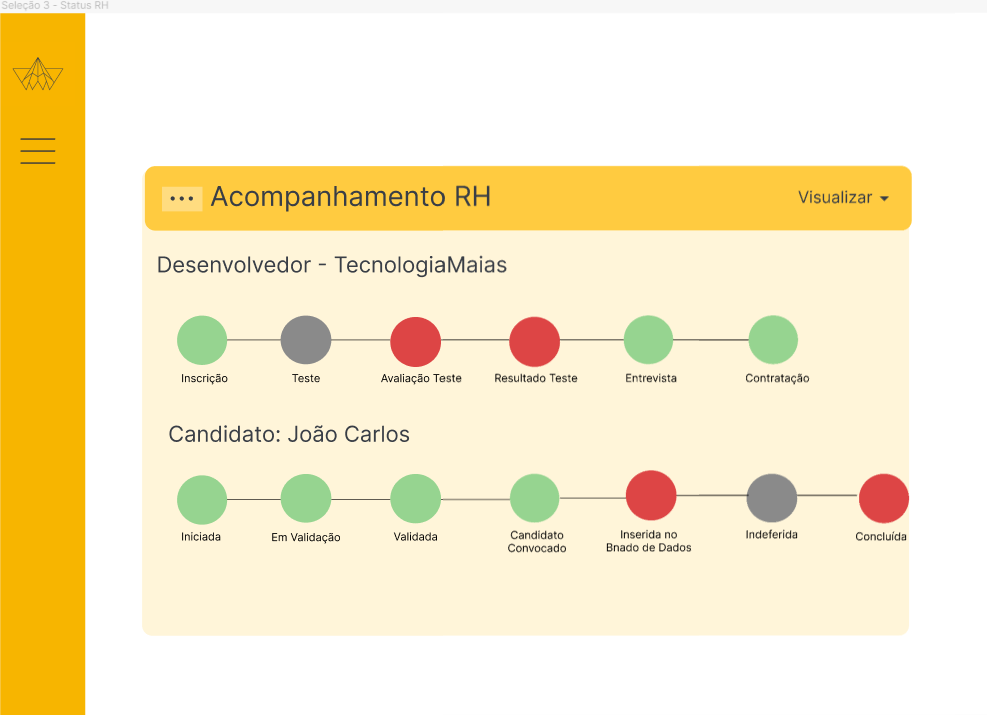 Seleção 3 - Status RH
Acompanhamento RH
Visualizar
Desenvolvedor - TecnologiaMaias
Inscrição
Teste
Avaliação Teste
Resultado Teste
Entrevista
Contratação
Candidato: João Carlos
Iniciada
Em Validação
Validada
Candidato
Convocado
Inserida no
Bnado de Dados
Indeferida
Concluída